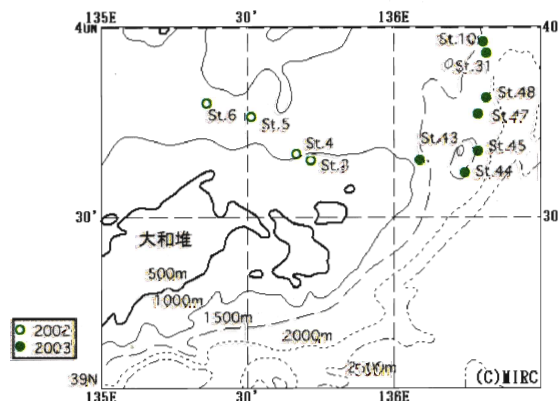 135E 30' 136E
40N
40
St.10
St.31
St.6
St.5
St.48
St.47
St.4
St.3
St.43
St.45
St.44
30'
30
大和堆
500m
1000m
1500m
2000m
2500m
2002
2003
39N
(C)MIRC
135E 30' 136E